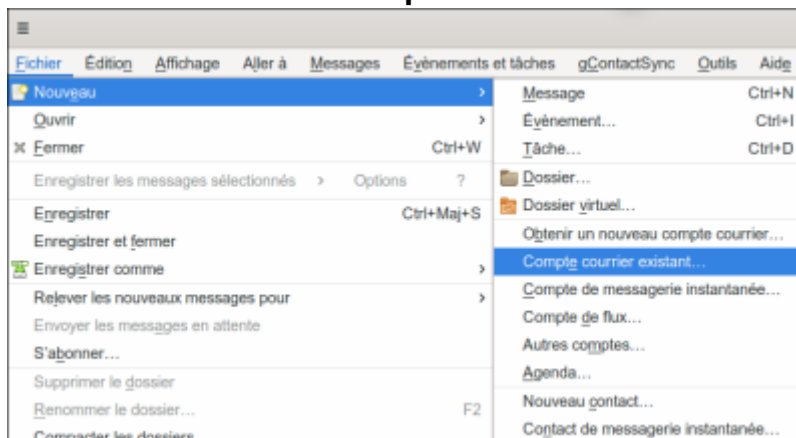 Fichier Édition Affichage Aller à Messages Évènements et tâches gContactSync Outils Aide
Nouveau
Ouvrir
Fermer Ctrl+W
Enregistrer les messages sélectionnés Options ?
Enregistrer Ctrl+Maj+S
Enregistrer et fermer
Enregistrer comme
Relever les nouveaux messages pour
Envoyer les messages en attente
S'abonner…
Supprimer le dossier
Renommer le dossier… F2
Compacter les dossiers
Message Ctrl+N
Évènement… Ctrl+I
Tâche… Ctrl+D
Dossier…
Dossier virtuel…
Obtenir un nouveau compte courrier…
Compte courrier existant…
Compte de messagerie instantanée…
Compte de flux…
Autres comptes…
Agenda…
Nouveau contact…
Contact de messagerie instantanée…